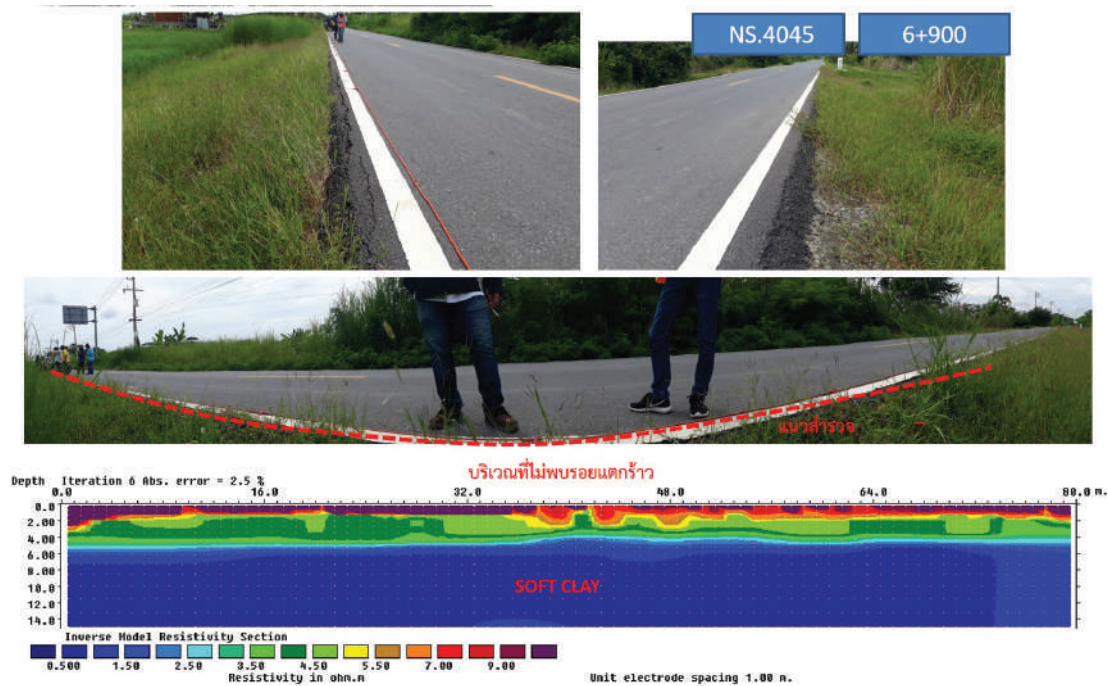 NS.4045
6+900
แนวสำรวจ
บริเวณที่ไม่พบรอยแตกร้าว
Depth Iteration 6 Abs. error = 2.5 %
0.0 16.0 32.0 48.0 64.0 80.0 m.
0.0
2.00
4.00
6.00
8.00
10.0
12.0
14.0
SOFT CLAY
Inverse Model Resistivity Section
0.500 1.50 2.50 3.50 4.50 5.50 7.00 9.00
Resistivity in ohm.m
Unit electrode spacing 1.00 m.